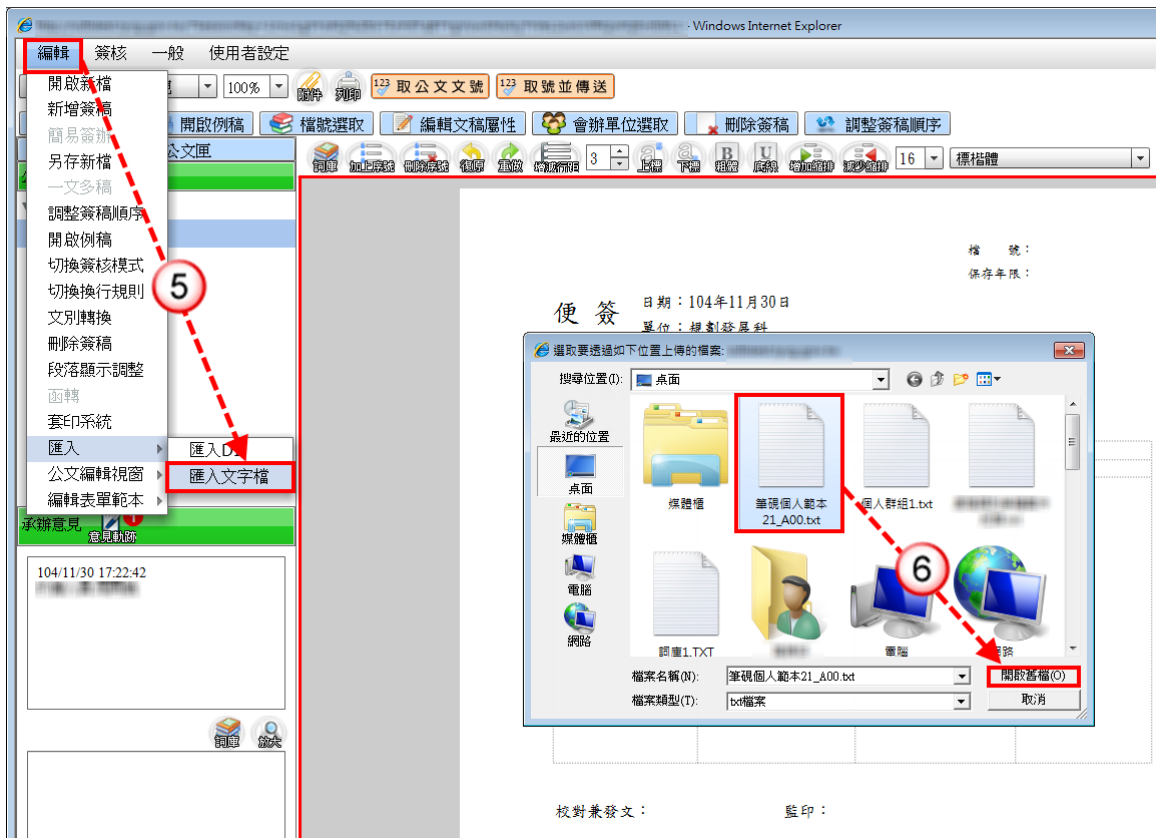 - Windows Internet Explorer
編輯 簽核 一般 使用者設定
100% 附件 列印 123 取公文文號 123 取號並傳送
開啟例稿 檔號選取 編輯文稿屬性 會辦單位選取 刪除簽稿 調整簽稿順序
公文匣 詞庫 加上系號 刪除系號 復原 重做 3 上標 下標 B 粗體 U 底線 增加縮排 減少縮排 16 標楷體
開啟新檔
新增簽稿
簡易簽辦
另存新檔
一文多稿
調整簽稿順序
開啟例稿
切換簽核模式
切換換行規則
文別轉換
刪除簽稿
段落顯示調整
函轉
套印系統
匯入
公文編輯視窗
編輯表單範本
匯入D
匯入文字檔
5
承辦意見 意見軌跡
104/11/30 17:22:42
詞庫 放大
檔 號：
保存年限：
便 簽
日期：104年11月30日
單位：規劃發展科
選取要透過如下位置上傳的檔案:
搜尋位置(I): 桌面
最近的位置
桌面
媒體櫃
電腦
網路
媒體櫃
筆硯個人範本
21_A00.txt
個人群組1.txt
詞庫1.TXT
電腦
網路
6
檔案名稱(N): 筆硯個人範本21_A00.txt 開啟舊檔(O)
檔案類型(T): txt檔案 取消
校對兼發文： 監印：